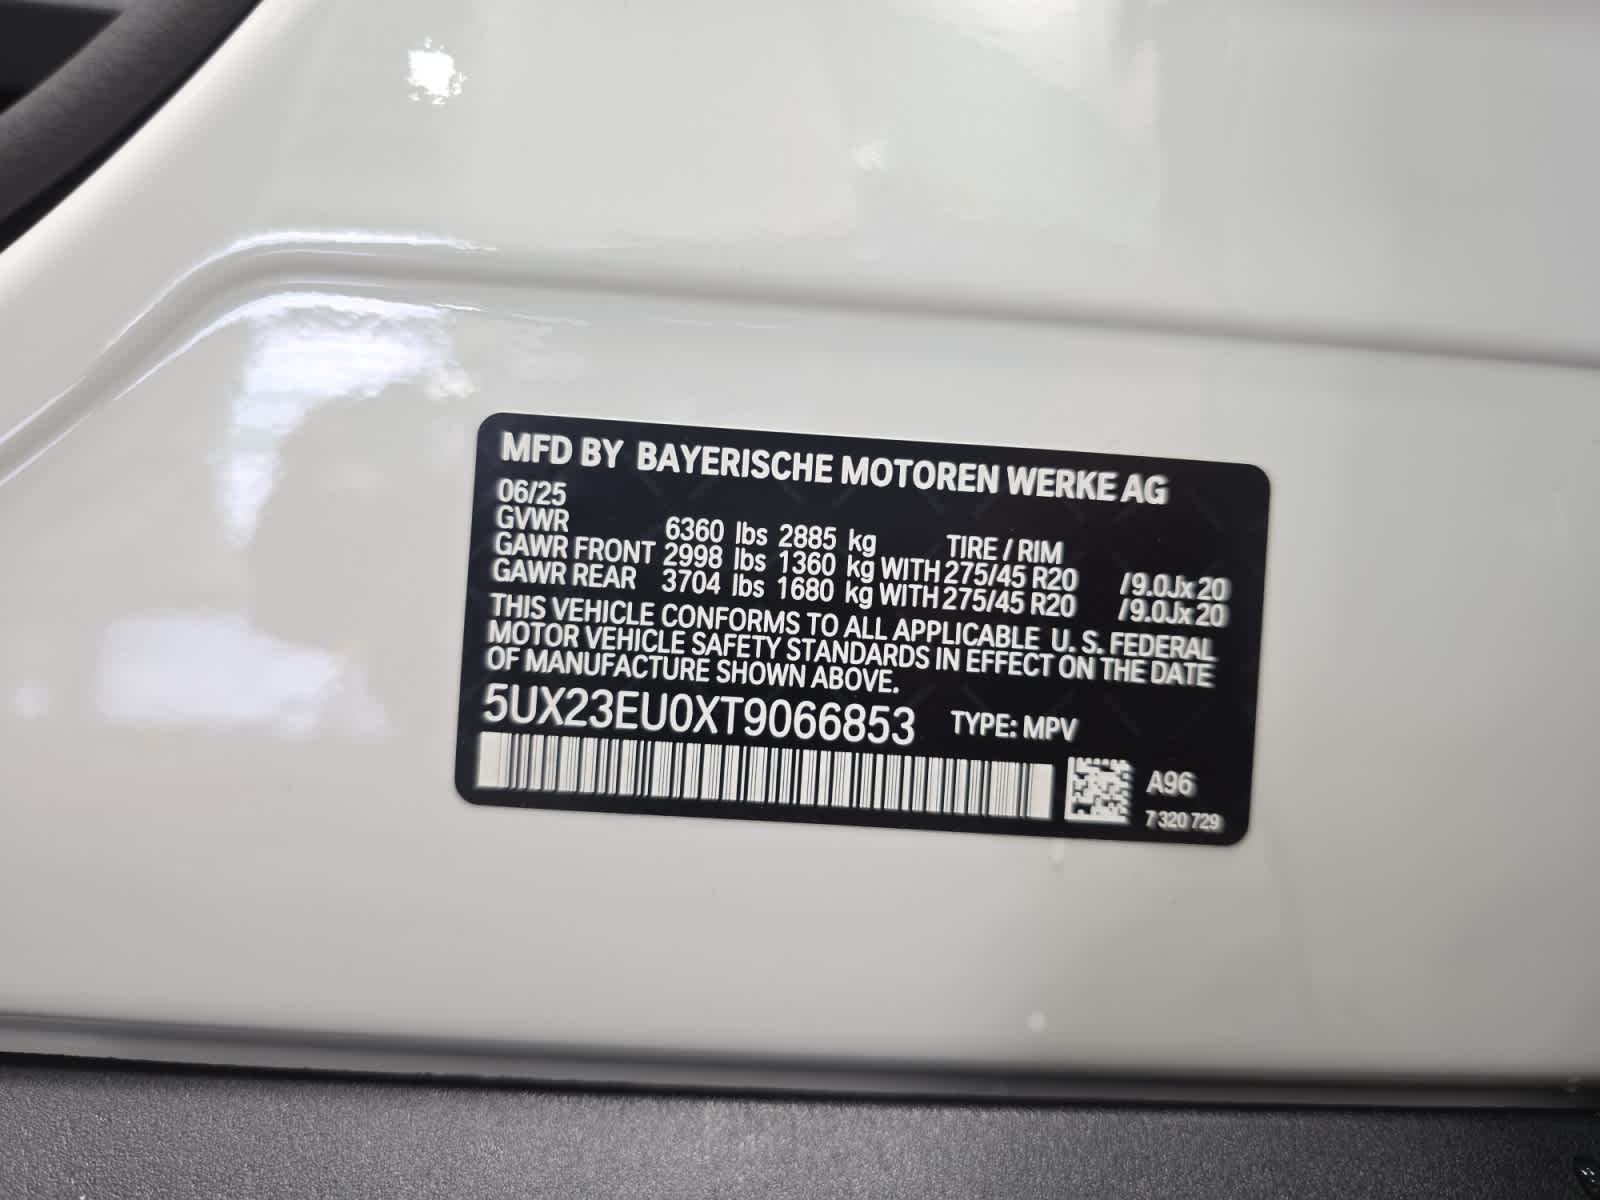 MFD BY BAYERISCHE MOTOREN WERKE AG
06/25
GVWR 6360 lbs 2885 kg TIRE / RIM
GAWR FRONT 2998 lbs 1360 kg WITH 275/45 R20 /9.0Jx 20
GAWR REAR 3704 lbs 1680 kg WITH 275/45 R20 /9.0Jx 20
THIS VEHICLE CONFORMS TO ALL APPLICABLE U. S. FEDERAL
MOTOR VEHICLE SAFETY STANDARDS IN EFFECT ON THE DATE
OF MANUFACTURE SHOWN ABOVE.
5UX23EU0XT9066853 TYPE: MPV
A96
7 320 729